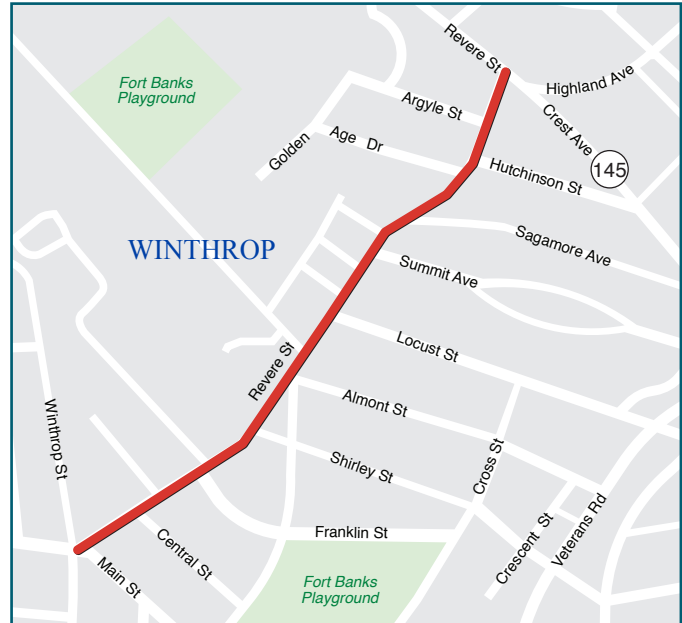 Revere St
Highland Ave
Fort Banks
Playground
Argyle St
Crest Ave
Golden
Age Dr
145
Hutchinson St
WINTHROP
Sagamore Ave
Summit Ave
Locust St
Revere St
Almont St
Winthrop St
Shirley St
Cross St
Veterans Rd
Crescent St
Franklin St
Central St
Main St
Fort Banks
Playground